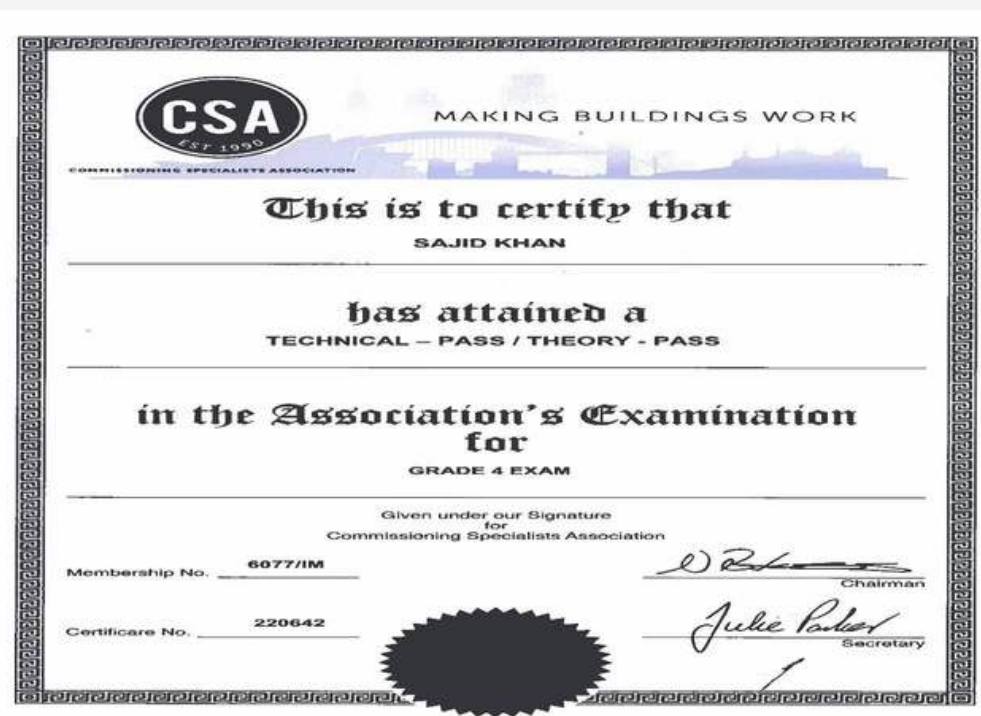 CSA
EST 1990
COMMISSIONING SPECIALISTS ASSOCIATION
MAKING BUILDINGS WORK
This is to certify that
SAJID KHAN
has attained a
TECHNICAL – PASS / THEORY - PASS
in the Association's Examination
for
GRADE 4 EXAM
Given under our Signature
for
Commissioning Specialists Association
Membership No. 6077/IM
Chairman
Certificare No. 220642
Julie Parker
Secretary